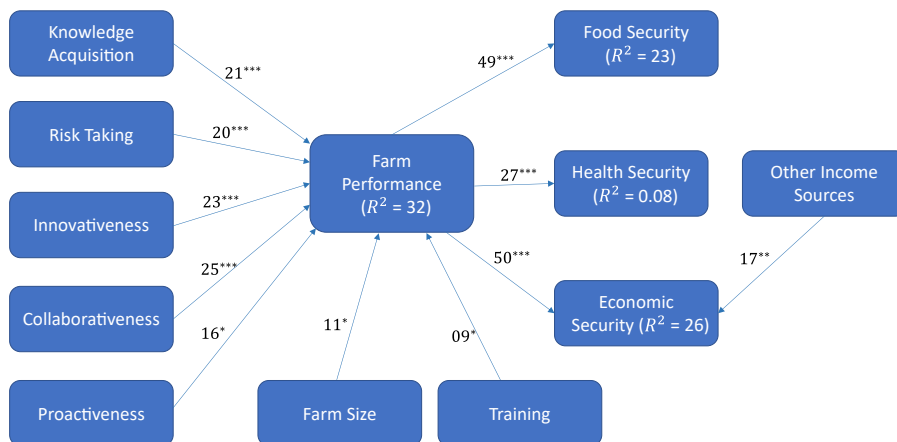 Knowledge
Acquisition
21***
Risk Taking
20***
Innovativeness
23***
Collaborativeness
25***
Proactiveness
16*
Farm
Performance
(R² = 32)
Farm Size
11*
Training
09*
49***
Food Security
(R² = 23)
27***
Health Security
(R² = 0.08)
50***
Economic
Security (R² = 26)
Other Income
Sources
17**